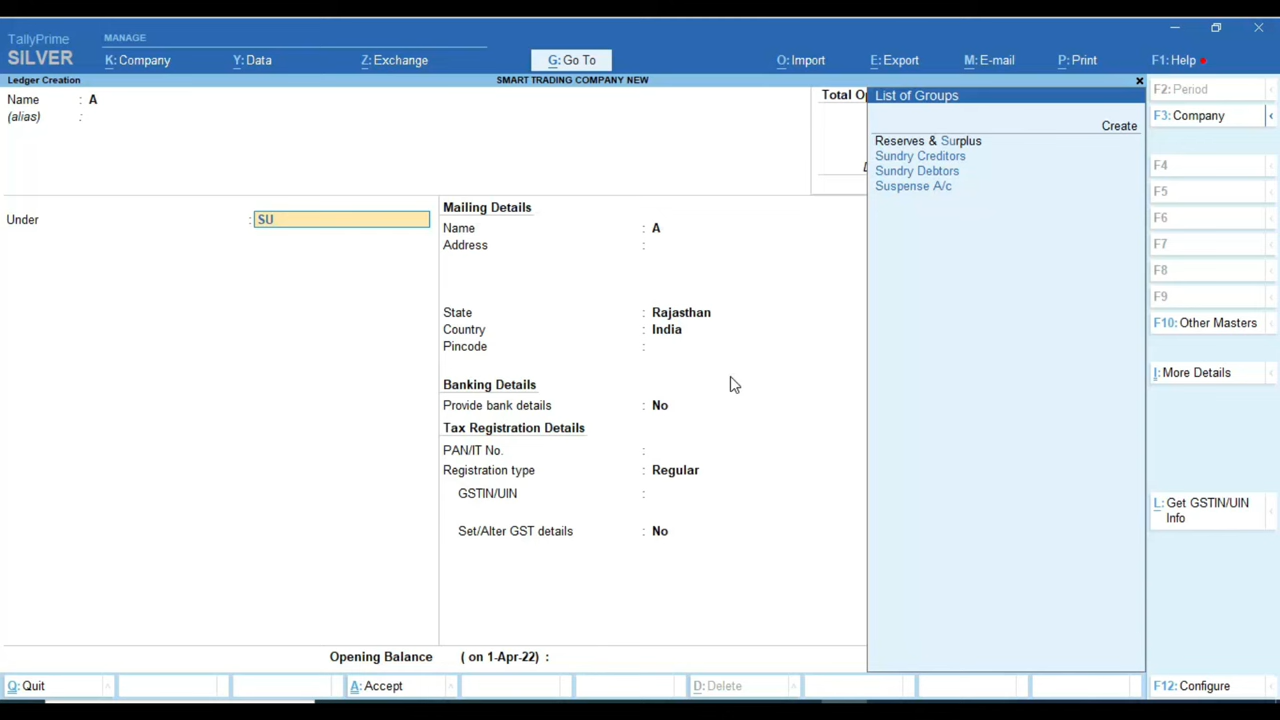 TallyPrime
SILVER
MANAGE
K: Company
Y: Data
Z: Exchange
G: Go To
O: Import
E: Export
M: E-mail
P: Print
F1: Help
Ledger Creation
SMART TRADING COMPANY NEW
Name : A
(alias) :
Total Op
Under : SU
Mailing Details
Name : A
Address :
State : Rajasthan
Country : India
Pincode :
Banking Details
Provide bank details : No
Tax Registration Details
PAN/IT No. :
Registration type : Regular
GSTIN/UIN :
Set/Alter GST details : No
Opening Balance ( on 1-Apr-22) :
List of Groups
Create
Reserves & Surplus
Sundry Creditors
Sundry Debtors
Suspense A/c
F2: Period
F3: Company
F4
F5
F6
F7
F8
F9
F10: Other Masters
I: More Details
L: Get GSTIN/UIN
Info
Q: Quit
A: Accept
D: Delete
F12: Configure